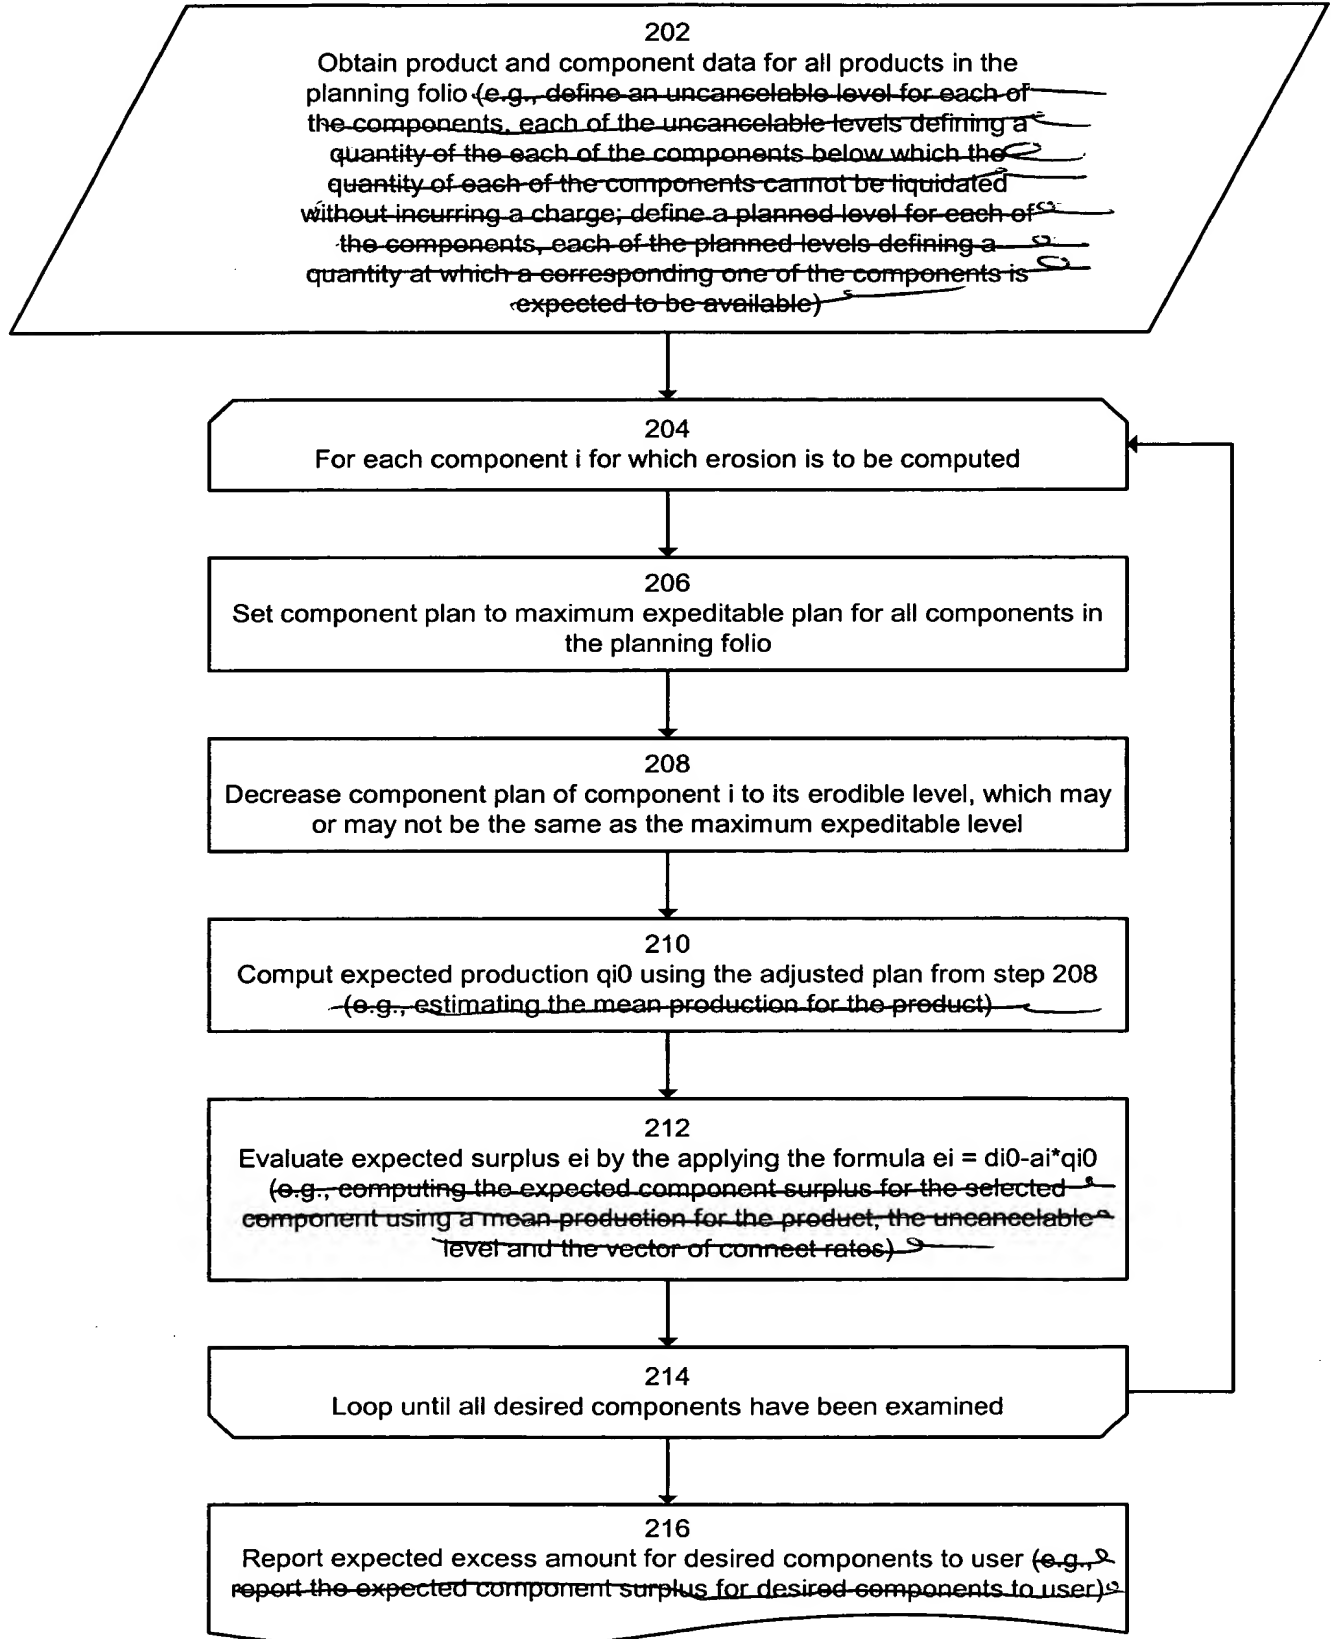 202
Obtain product and component data for all products in the
planning folio (e.g., define an uncancelable level for each of
the components, each of the uncancelable levels defining a
quantity of the each of the components below which the
quantity of each of the components cannot be liquidated
without incurring a charge; define a planned level for each of
the components, each of the planned levels defining a
quantity at which a corresponding one of the components is
expected to be available)
204
For each component i for which erosion is to be computed
206
Set component plan to maximum expeditable plan for all components in
the planning folio
208
Decrease component plan of component i to its erodible level, which may
or may not be the same as the maximum expeditable level
210
Comput expected production qi0 using the adjusted plan from step 208
(e.g., estimating the mean production for the product)
212
Evaluate expected surplus ei by the applying the formula ei = di0-ai*qi0
(e.g., computing the expected component surplus for the selected
component using a mean production for the product, the uncancelable
level and the vector of connect rates)
214
Loop until all desired components have been examined
216
Report expected excess amount for desired components to user (e.g.,
report the expected component surplus for desired components to user)